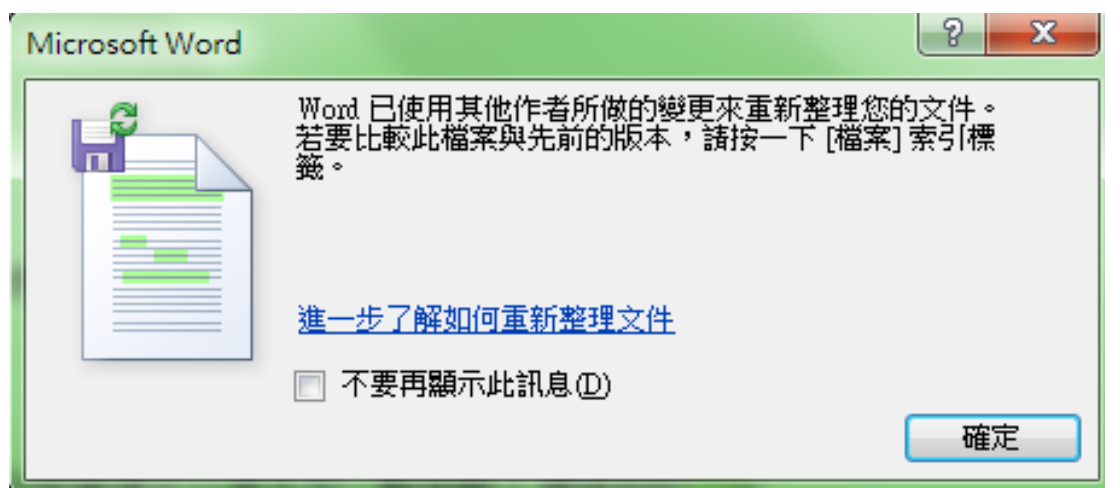 Microsoft Word
Word 已使用其他作者所做的變更來重新整理您的文件。
若要比較此檔案與先前的版本，請按一下 [檔案] 索引標
籤。
進一步了解如何重新整理文件
不要再顯示此訊息(D)
確定